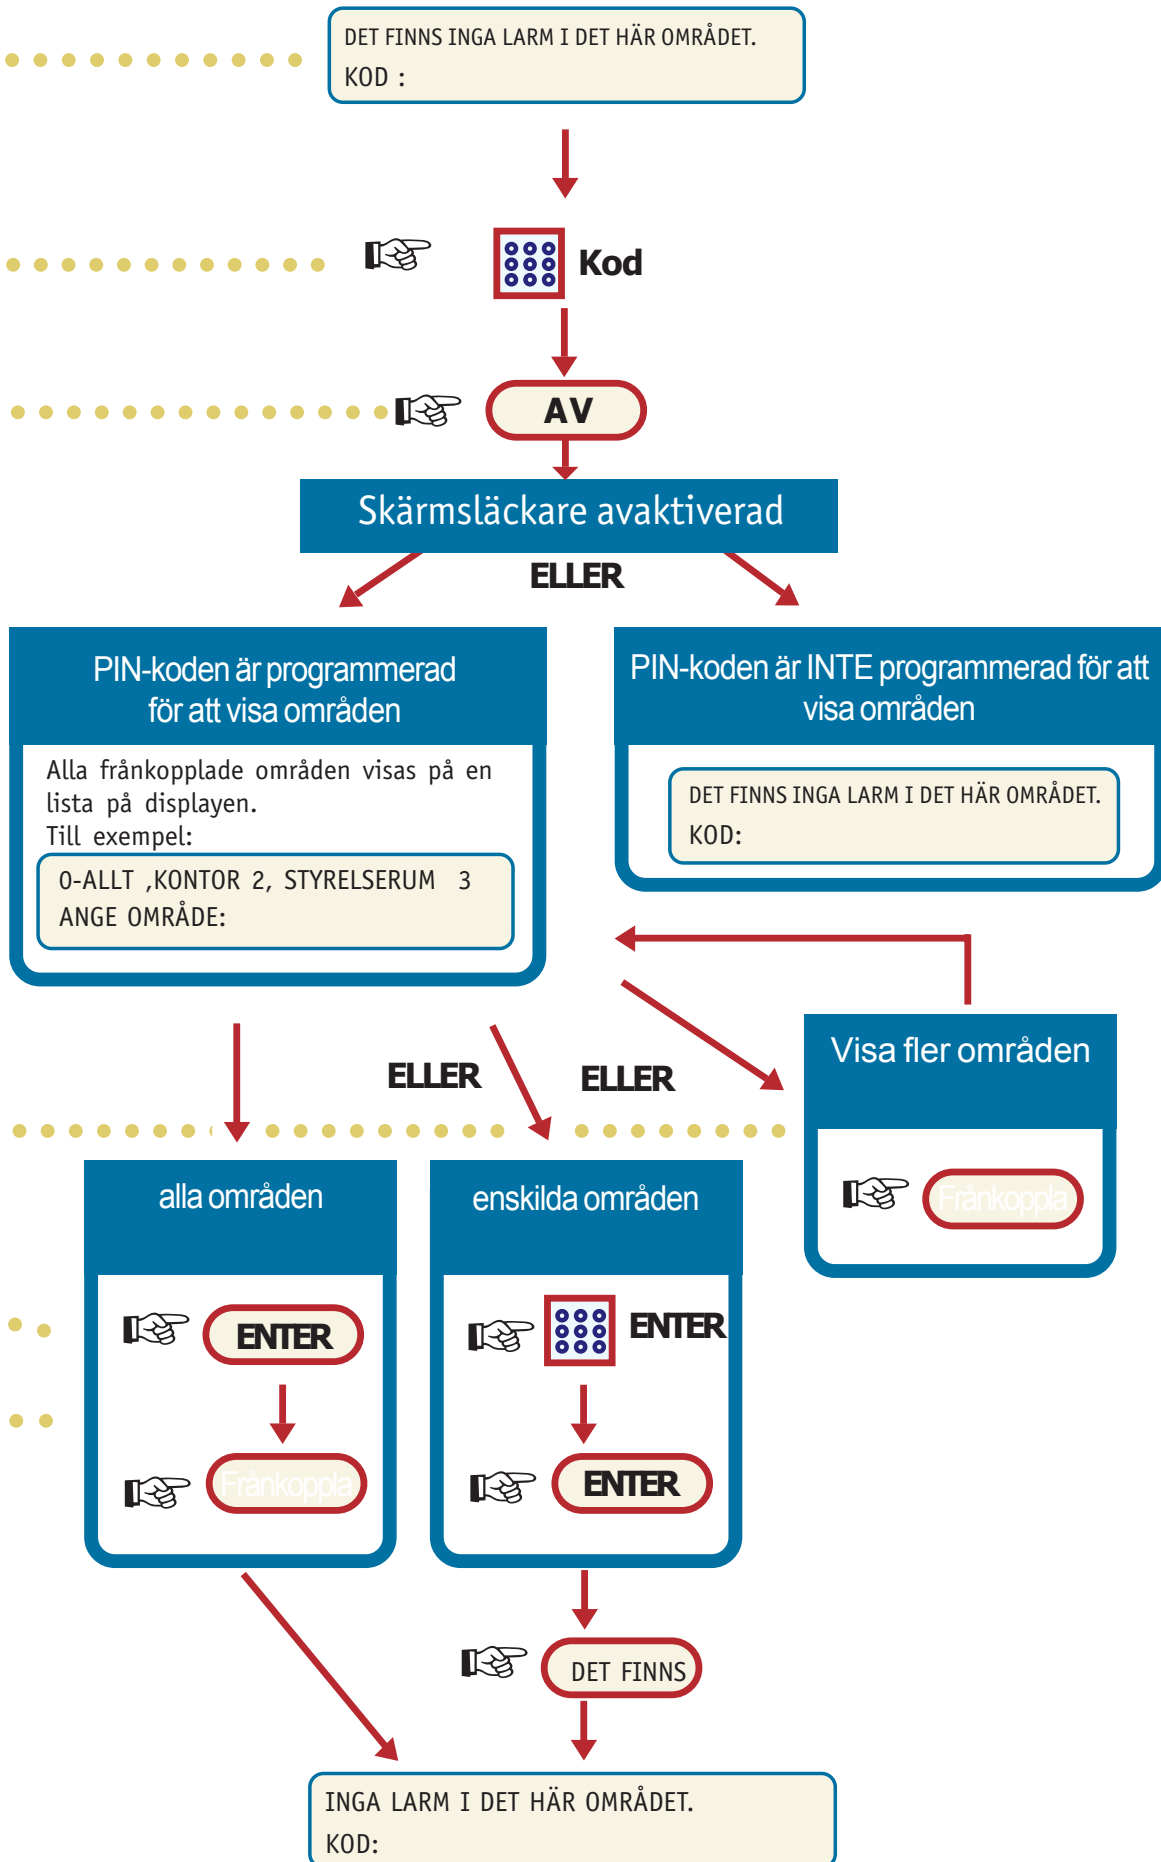 DET FINNS INGA LARM I DET HÄR OMRÅDET.
KOD :
Kod
AV
Skärmsläckare avaktiverad
ELLER
PIN-koden är programmerad
för att visa områden
Alla frånkopplade områden visas på en
lista på displayen.
Till exempel:
0-ALLT ,KONTOR 2, STYRELSERUM 3
ANGE OMRÅDE:
PIN-koden är INTE programmerad för att
visa områden
DET FINNS INGA LARM I DET HÄR OMRÅDET.
KOD:
ELLER
ELLER
Visa fler områden
Frånkoppla
alla områden
ENTER
Frånkoppla
enskilda områden
ENTER
ENTER
DET FINNS
INGA LARM I DET HÄR OMRÅDET.
KOD: